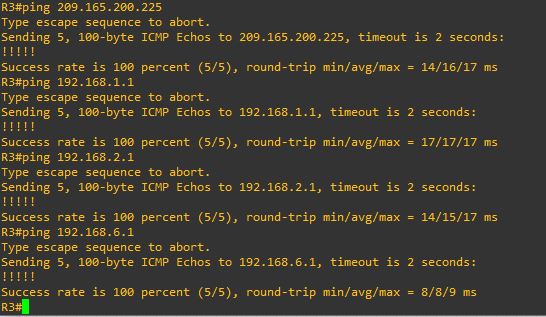 R3#ping 209.165.200.225
Type escape sequence to abort.
Sending 5, 100-byte ICMP Echos to 209.165.200.225, timeout is 2 seconds:
!!!!!
Success rate is 100 percent (5/5), round-trip min/avg/max = 14/16/17 ms
R3#ping 192.168.1.1
Type escape sequence to abort.
Sending 5, 100-byte ICMP Echos to 192.168.1.1, timeout is 2 seconds:
!!!!!
Success rate is 100 percent (5/5), round-trip min/avg/max = 17/17/17 ms
R3#ping 192.168.2.1
Type escape sequence to abort.
Sending 5, 100-byte ICMP Echos to 192.168.2.1, timeout is 2 seconds:
!!!!!
Success rate is 100 percent (5/5), round-trip min/avg/max = 14/15/17 ms
R3#ping 192.168.6.1
Type escape sequence to abort.
Sending 5, 100-byte ICMP Echos to 192.168.6.1, timeout is 2 seconds:
!!!!!
Success rate is 100 percent (5/5), round-trip min/avg/max = 8/8/9 ms
R3#